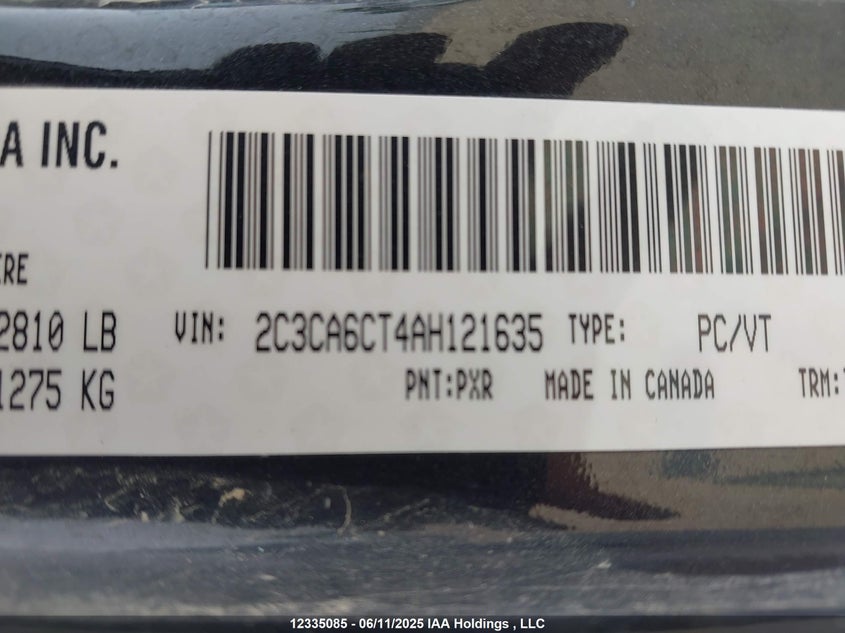 A INC.
2810 LB
VIN: 2C3CA6CT4AH121635 TYPE: PC/VT
1275 KG
PNT:PXR MADE IN CANADA TRM:
12335085 - 06/11/2025 IAA Holdings , LLC